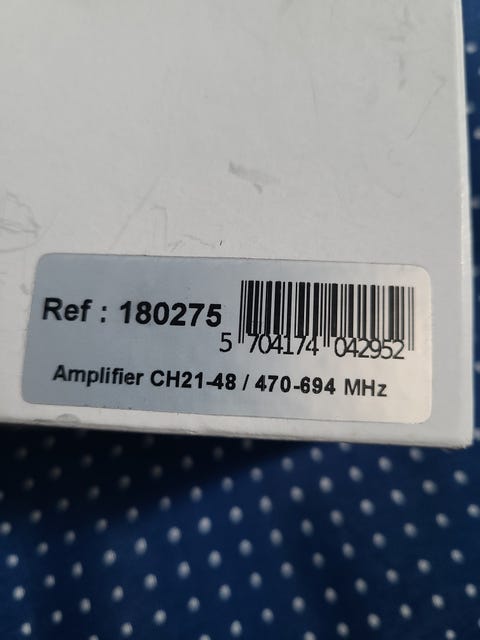 Ref : 180275
5 704174 042952
Amplifier CH21-48 / 470-694 MHz